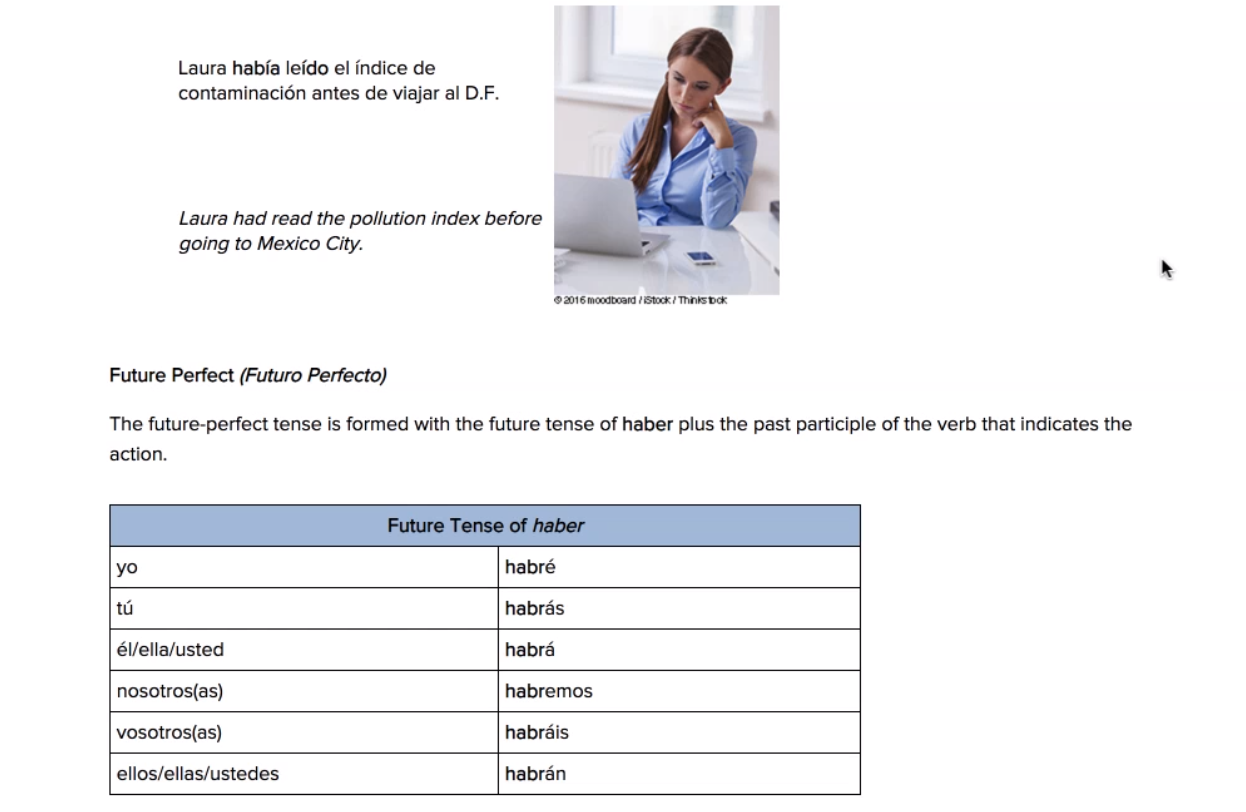 Laura había leído el índice de
contaminación antes de viajar al D.F.
Laura had read the pollution index before
going to Mexico City.
© 2016 moodboard / iStock / Thinkstock
Future Perfect (Futuro Perfecto)
The future-perfect tense is formed with the future tense of haber plus the past participle of the verb that indicates the
action.
Future Tense of haber
yo habré
tú habrás
él/ella/usted habrá
nosotros(as) habremos
vosotros(as) habráis
ellos/ellas/ustedes habrán